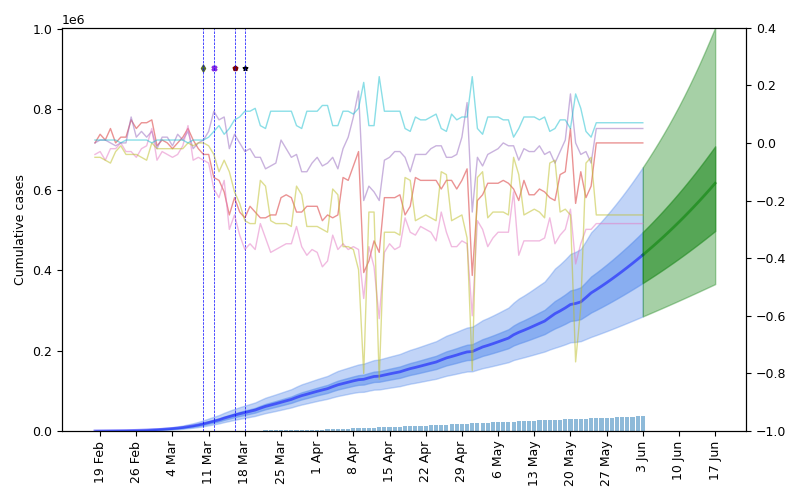 1e6
1.0
0.8
0.6
0.4
0.2
0.0
Cumulative cases
0.4
0.2
0.0
−0.2
−0.4
−0.6
−0.8
−1.0
19 Feb
26 Feb
4 Mar
11 Mar
18 Mar
25 Mar
1 Apr
8 Apr
15 Apr
22 Apr
29 Apr
6 May
13 May
20 May
27 May
3 Jun
10 Jun
17 Jun